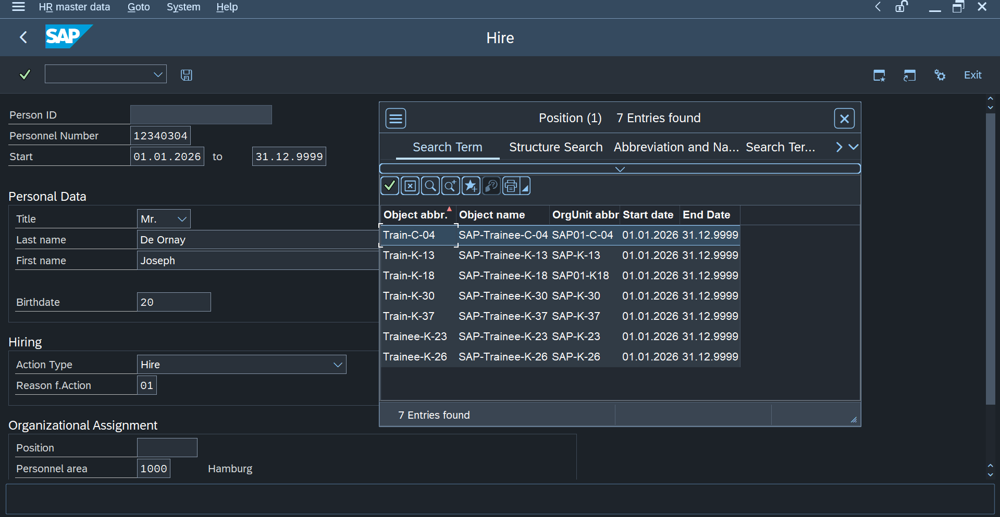 HR master data Goto System Help
SAP Hire
Exit
Person ID
Personnel Number 12340304
Start 01.01.2026 to 31.12.9999
Personal Data
Title Mr.
Last name De Ornay
First name Joseph
Birthdate 20
Hiring
Action Type Hire
Reason f.Action 01
Organizational Assignment
Position
Personnel area 1000 Hamburg
Position (1) 7 Entries found
Search Term Structure Search Abbreviation and Na... Search Ter...
Object abbr. Object name OrgUnit abbr Start date End Date
Train-C-04 SAP-Trainee-C-04 SAP01-C-04 01.01.2026 31.12.9999
Train-K-13 SAP-Trainee-K-13 SAP-K-13 01.01.2026 31.12.9999
Train-K-18 SAP-Trainee-K-18 SAP01-K18 01.01.2026 31.12.9999
Train-K-30 SAP-Trainee-K-30 SAP-K-30 01.01.2026 31.12.9999
Train-K-37 SAP-Trainee-K-37 SAP-K-37 01.01.2026 31.12.9999
Trainee-K-23 SAP-Trainee-K-23 SAP-K-23 01.01.2026 31.12.9999
Trainee-K-26 SAP-Trainee-K-26 SAP-K-26 01.01.2026 31.12.9999
7 Entries found